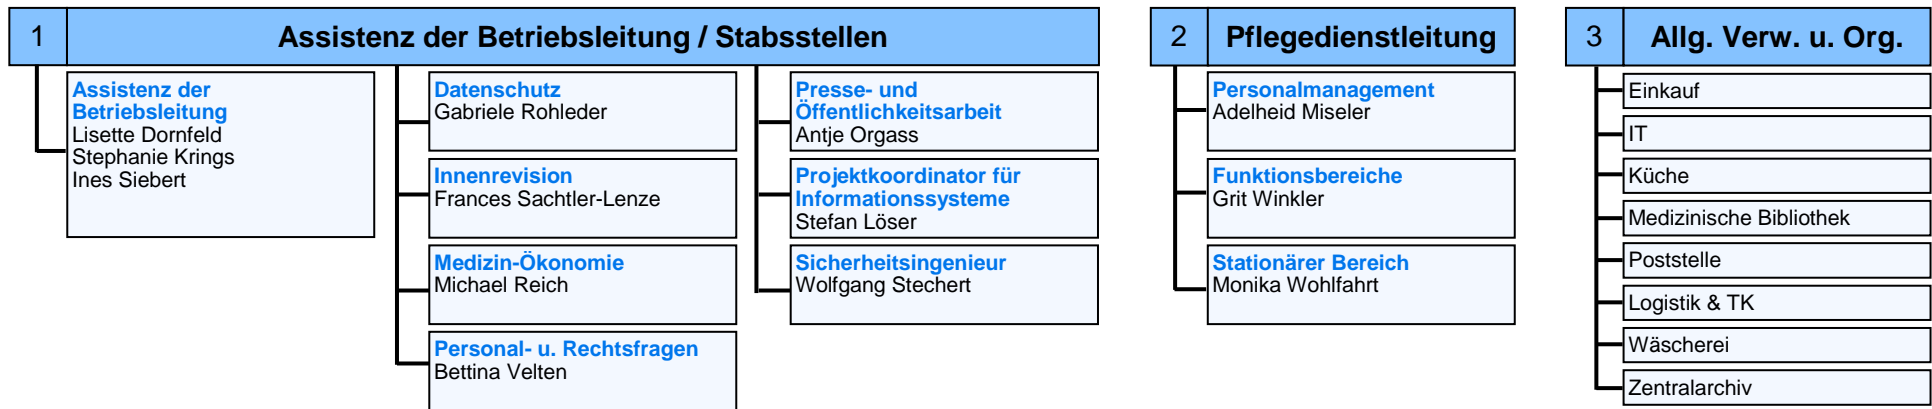 1
Assistenz der Betriebsleitung / Stabsstellen
Assistenz der
Betriebsleitung
Lisette Dornfeld
Stephanie Krings
Ines Siebert
Datenschutz
Gabriele Rohleder
Innenrevision
Frances Sachtler-Lenze
Medizin-Ökonomie
Michael Reich
Personal- u. Rechtsfragen
Bettina Velten
Presse- und
Öffentlichkeitsarbeit
Antje Orgass
Projektkoordinator für
Informationssysteme
Stefan Löser
Sicherheitsingenieur
Wolfgang Stechert
2
Pflegedienstleitung
Personalmanagement
Adelheid Miseler
Funktionsbereiche
Grit Winkler
Stationärer Bereich
Monika Wohlfahrt
3
Allg. Verw. u. Org.
Einkauf
IT
Küche
Medizinische Bibliothek
Poststelle
Logistik & TK
Wäscherei
Zentralarchiv